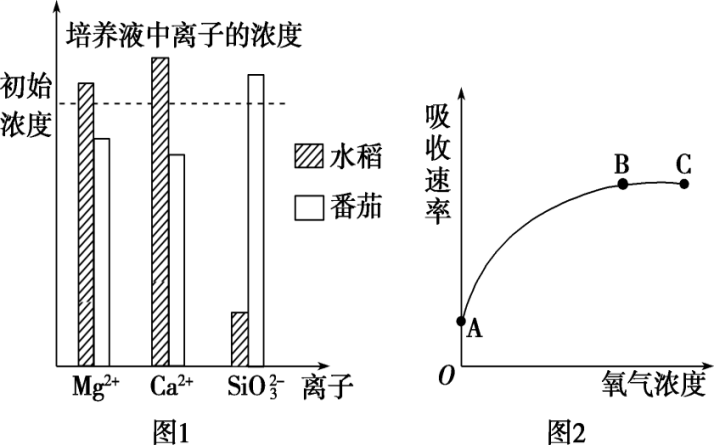 培养液中离子的浓度
初始
浓度
水稻
番茄
Mg²⁺ Ca²⁺ SiO₃²⁻ 离子
图1
吸收速率
A
B
C
O
氧气浓度
图2